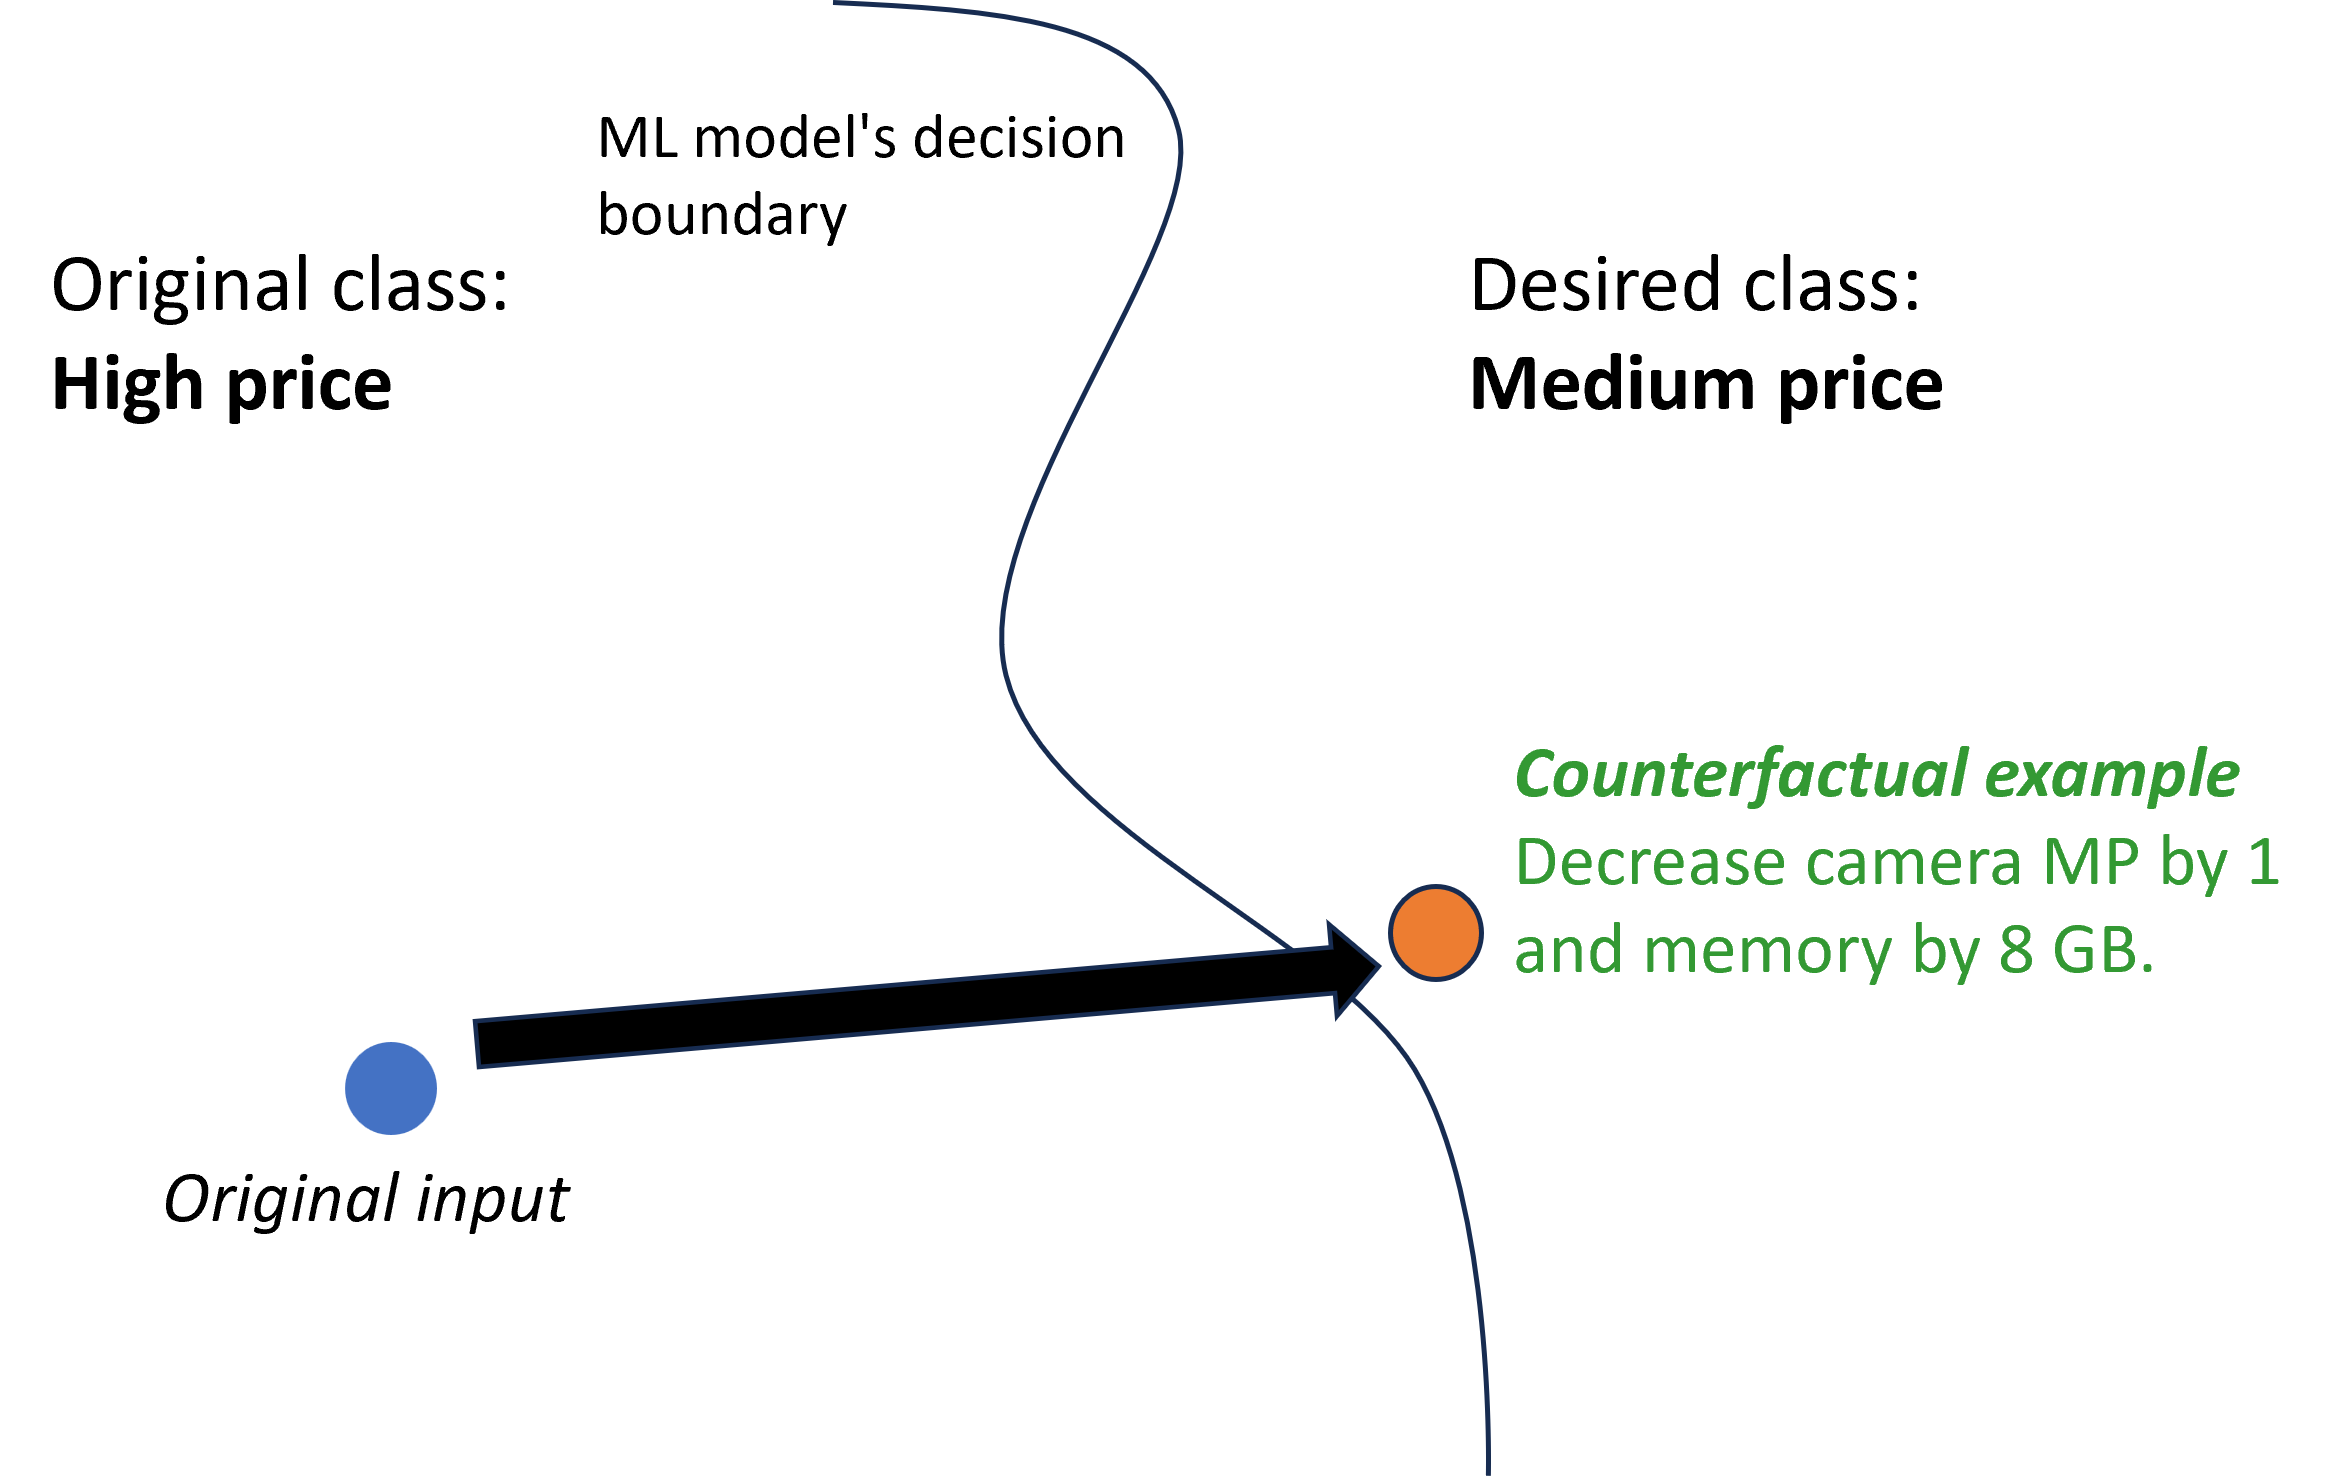 ML model's decision
boundary
Original class:
High price
Desired class:
Medium price
Counterfactual example
Decrease camera MP by 1
and memory by 8 GB.
Original input